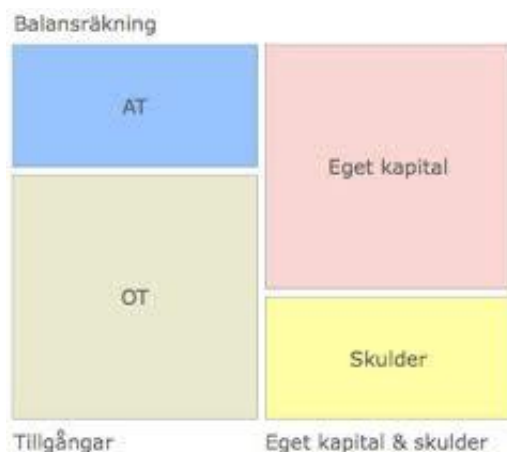 Balansräkning
AT
Eget kapital
OT
Skulder
Tillgångar
Eget kapital & skulder